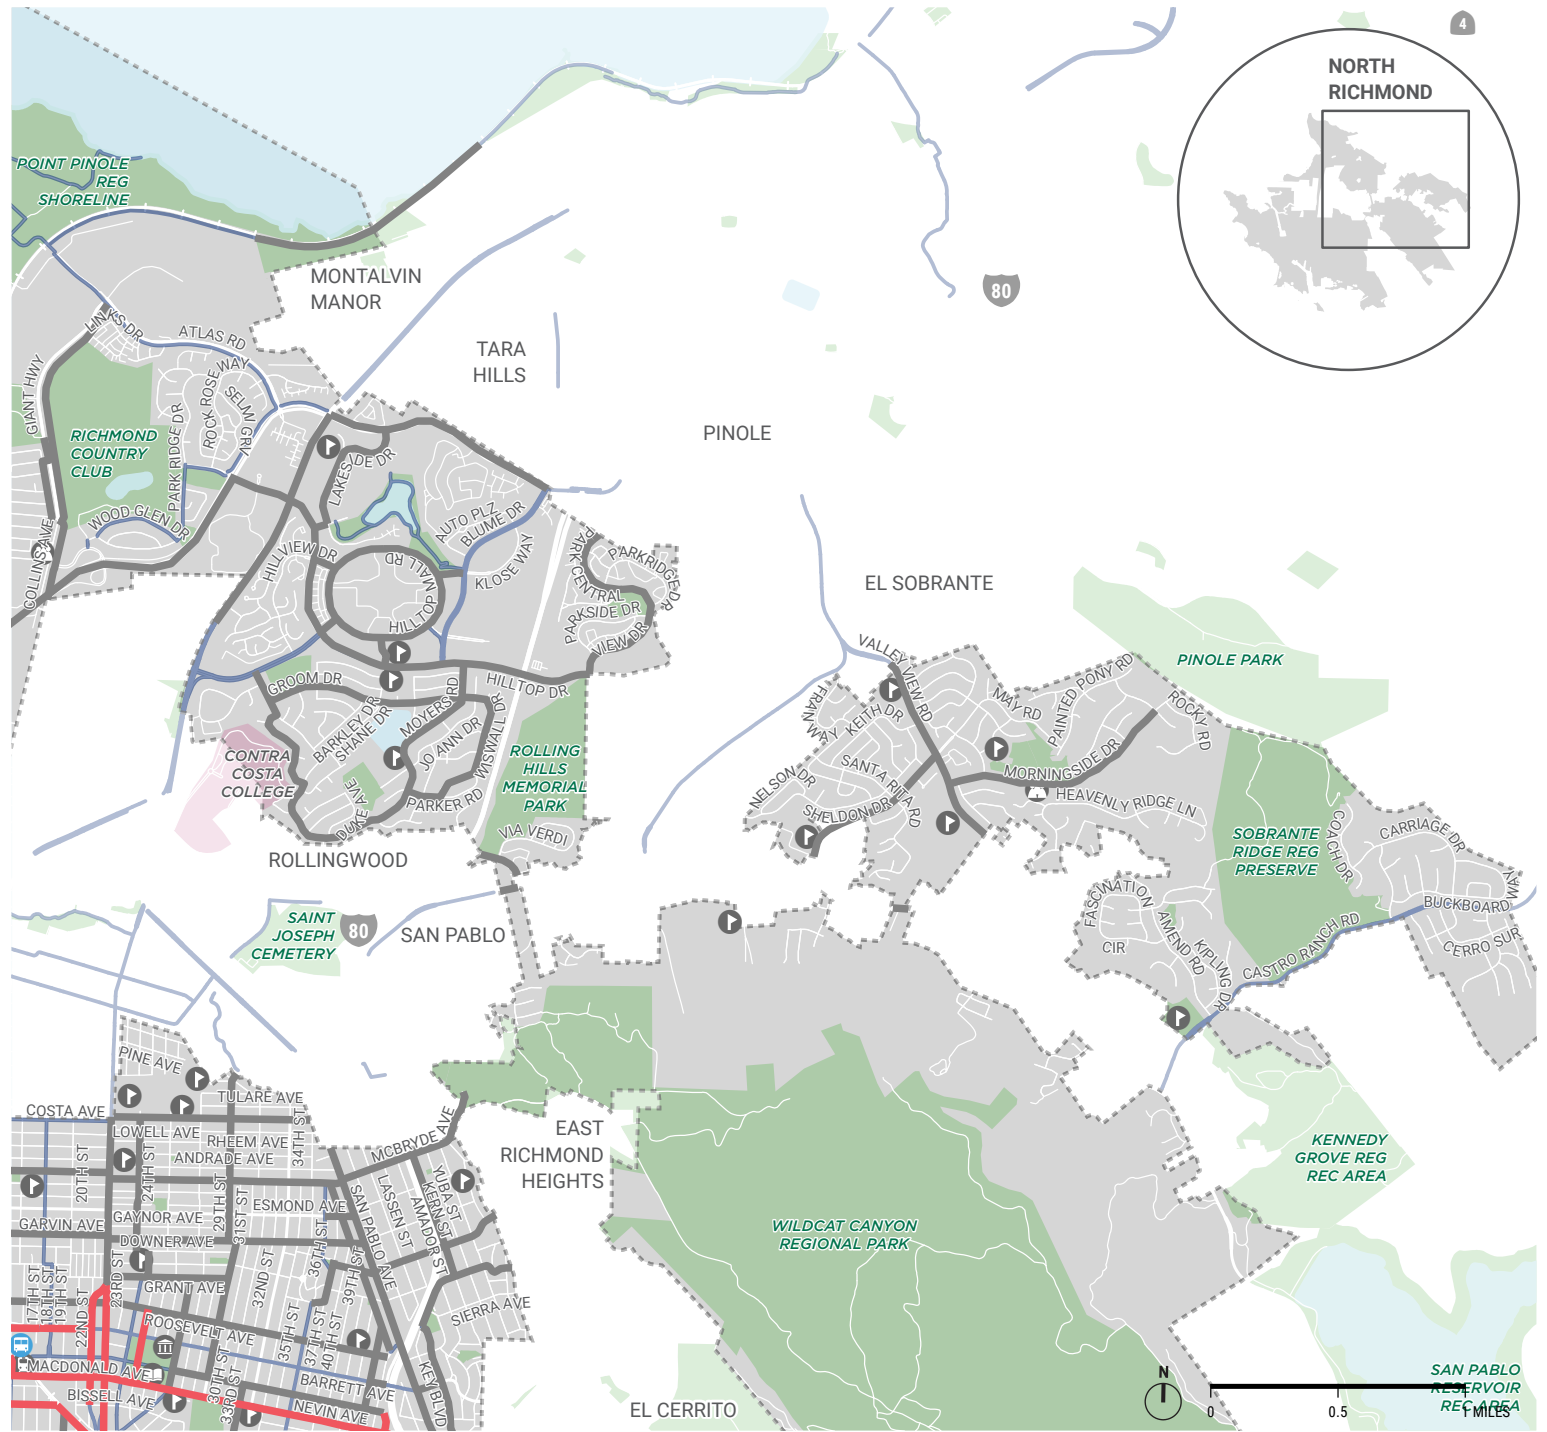 4
NORTH
RICHMOND
POINT PINOLE
REG
SHORELINE
MONTALVIN
MANOR
80
LINKS DR
ATLAS RD
TARA
HILLS
GIANT HWY
ROCK ROSE WAY
SELMI GRV
PARK RIDGE DR
RICHMOND
COUNTRY
CLUB
PINOLE
LAKESIDE DR
WOOD GLEN DR
AUTO PLZ
BLUME DR
COLLINS AVE
HILLVIEW DR
MALL RD
HILLTOP
KLOSE WAY
PARK CENTRAL
PARKRIDGE DR
PARKSIDE DR
VIEW DR
EL SOBRANTE
VALLEY VIEW RD
PINOLE PARK
GROOM DR
HILLTOP DR
BARKLEY DR
SHANE DR
MOYERS RD
JO ANN DR
WISWALL DR
FRAN WAY
KEITH DR
MAY RD
PAINTED PONY RD
ROCKY RD
CONTRA
COSTA
COLLEGE
ROLLING
HILLS
MEMORIAL
PARK
NELSON DR
SANTA RITA RD
MORNINGSIDE DR
DUKE AVE
PARKER RD
SHELDON DR
HEAVENLY RIDGE LN
VIA VERDI
COACH DR
CARRIAGE DR
SOBRANTE
RIDGE REG
PRESERVE
ROLLINGWOOD
FASCINATION
CIR
AMEND RD
KIPLING DR
CASTRO RANCH RD
BUCKBOARD
WAY
CERRO SUR
SAINT
JOSEPH
CEMETERY
80
SAN PABLO
PINE AVE
TULARE AVE
COSTA AVE
LOWELL AVE
RHEEM AVE
ANDRADE AVE
34TH ST
MCBRYDE AVE
EAST
RICHMOND
HEIGHTS
KENNEDY
GROVE REG
REC AREA
20TH ST
24TH ST
29TH ST
31ST ST
ESMOND AVE
SAN PABLO AVE
LASSEN ST
YUBA ST
KERN ST
AMADOR ST
GARVIN AVE
GAYNOR AVE
DOWNER AVE
36TH ST
39TH ST
WILDCAT CANYON
REGIONAL PARK
17TH ST
18TH ST
19TH ST
22ND ST
23RD ST
GRANT AVE
32ND ST
SIERRA AVE
ROOSEVELT AVE
35TH ST
37TH ST
40TH ST
MACDONALD AVE
BISSELL AVE
30TH ST
33RD ST
BARRETT AVE
NEVIN AVE
KEY BLVD
EL CERRITO
N
0
0.5
1 MILES
SAN PABLO
RESERVOIR
REC AREA